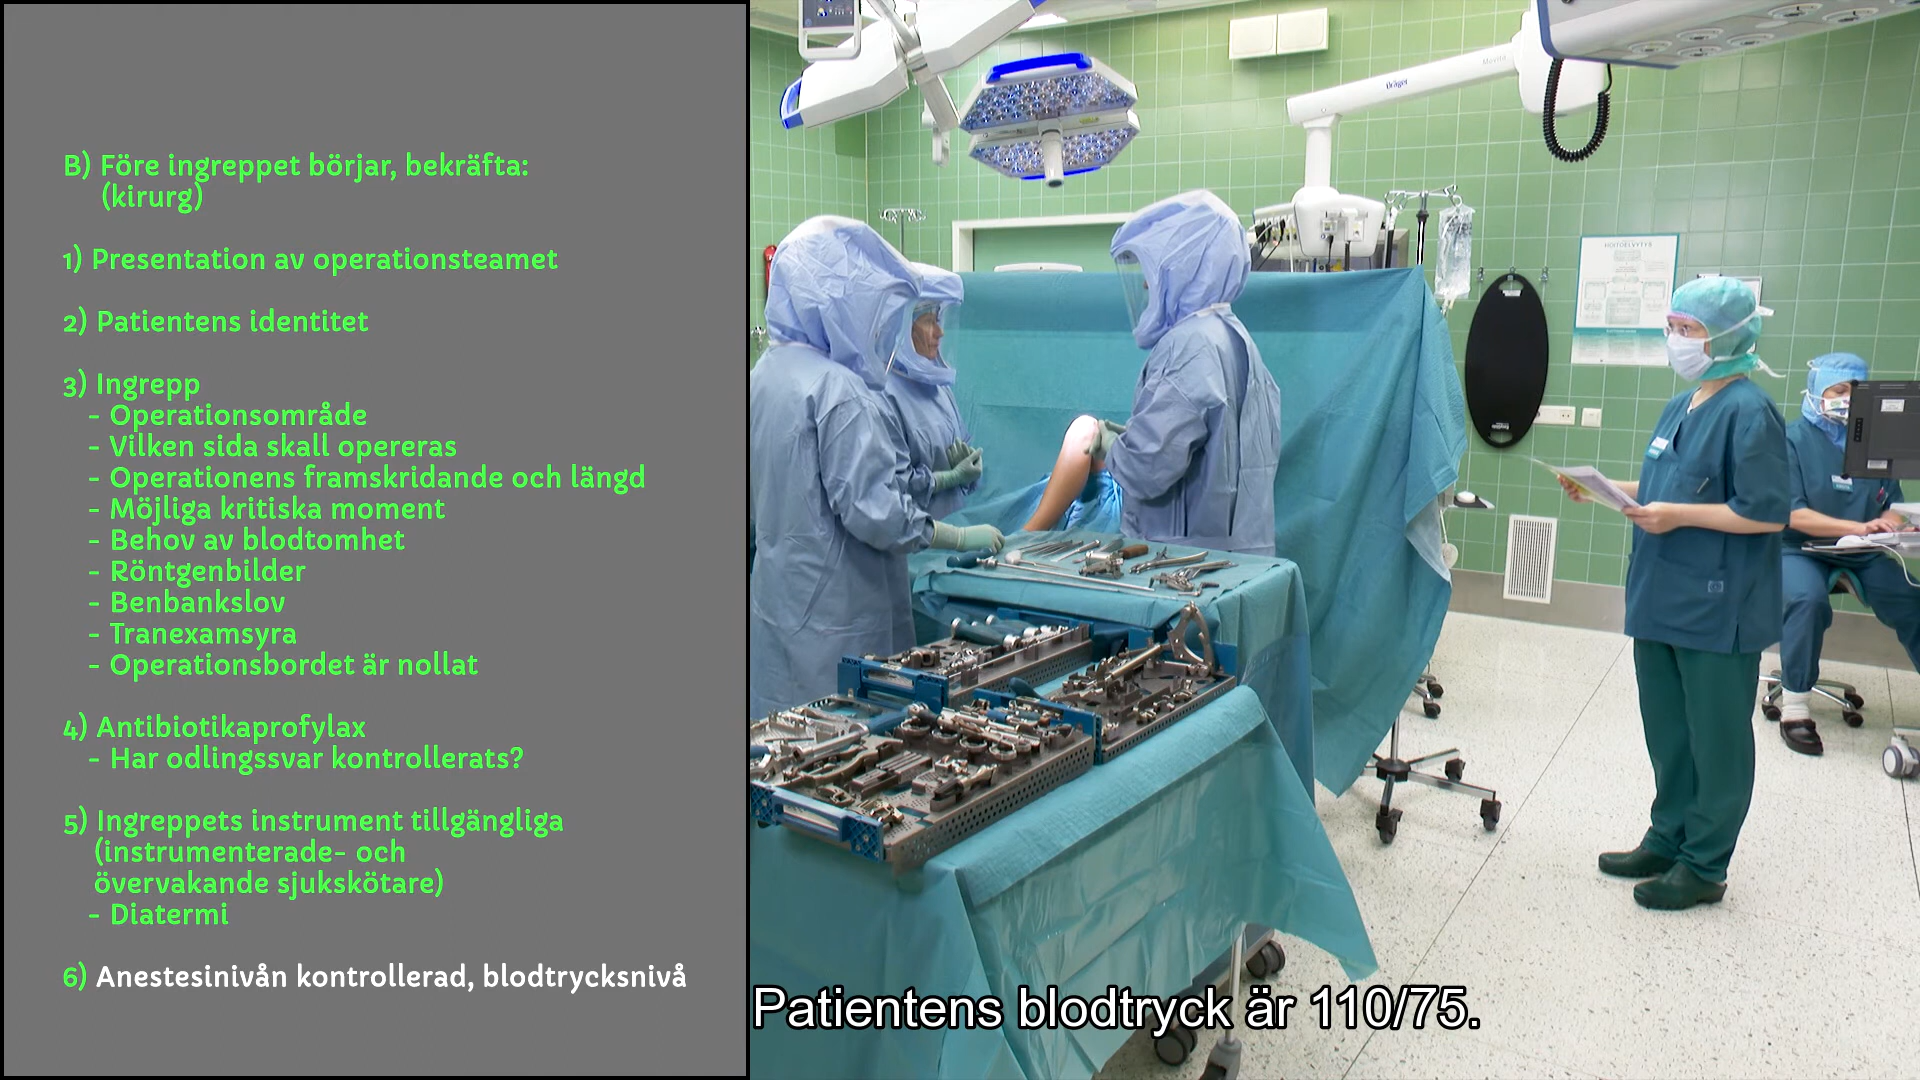 B) Före ingreppet börjar, bekräfta:
(kirurg)
1) Presentation av operationsteamet
2) Patientens identitet
3) Ingrepp
- Operationsområde
- Vilken sida skall opereras
- Operationens framskridande och längd
- Möjliga kritiska moment
- Behov av blodtomhet
- Röntgenbilder
- Benbankslov
- Tranexamsyra
- Operationsbordet är nollat
4) Antibiotikaprofylax
- Har odlingssvar kontrollerats?
5) Ingreppets instrument tillgängliga
(instrumenterade- och
övervakande sjukskötare)
- Diatermi
6) Anestesinivån kontrollerad, blodtrycksnivå
Dräger
Movita
HOITOELVYTYS
Patientens blodtryck är 110/75.